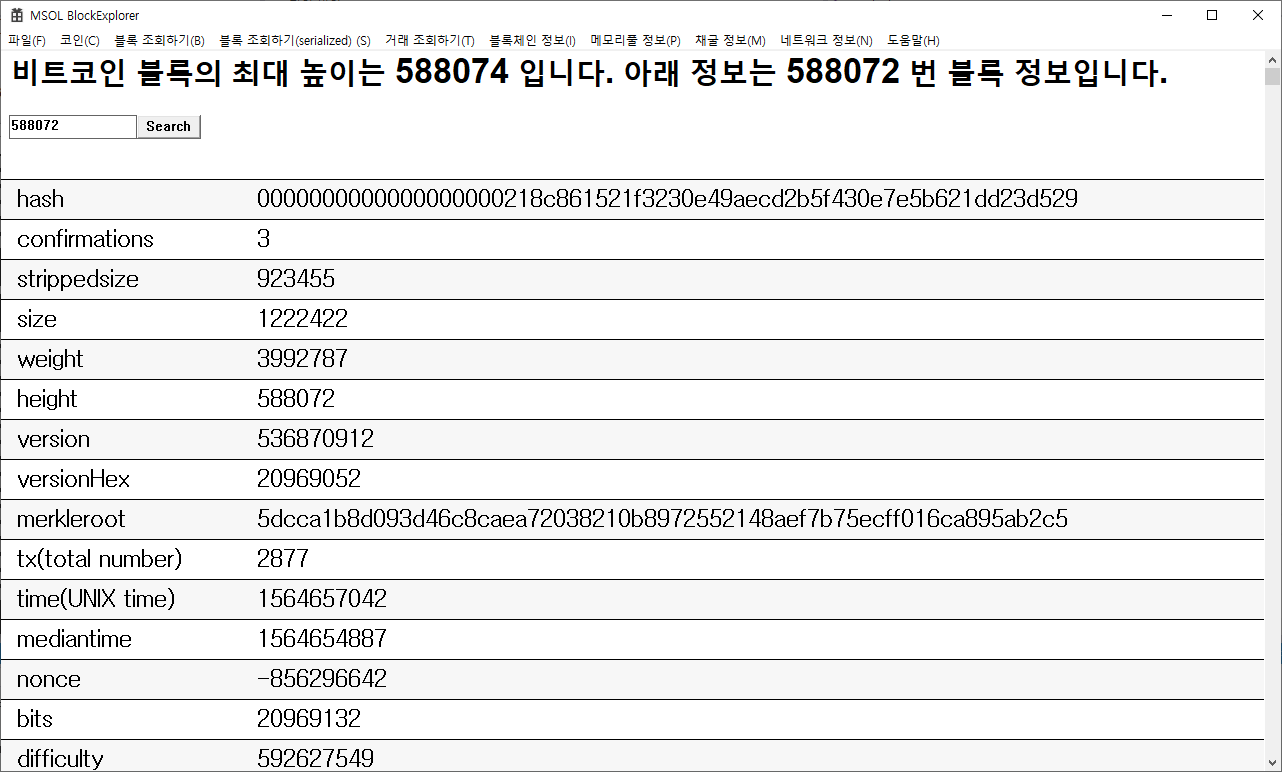 MSOL BlockExplorer
파일(F) 코인(C) 블록 조회하기(B) 블록 조회하기(serialized) (S) 거래 조회하기(T) 블록체인 정보(I) 메모리풀 정보(P) 채굴 정보(M) 네트워크 정보(N) 도움말(H)
비트코인 블록의 최대 높이는 588074 입니다. 아래 정보는 588072 번 블록 정보입니다.
588072 Search
hash 0000000000000000000218c861521f3230e49aecd2b5f430e7e5b621dd23d529
confirmations 3
strippedsize 923455
size 1222422
weight 3992787
height 588072
version 536870912
versionHex 20969052
merkleroot 5dcca1b8d093d46c8caea72038210b8972552148aef7b75ecff016ca895ab2c5
tx(total number) 2877
time(UNIX time) 1564657042
mediantime 1564654887
nonce -856296642
bits 20969132
difficulty 592627549